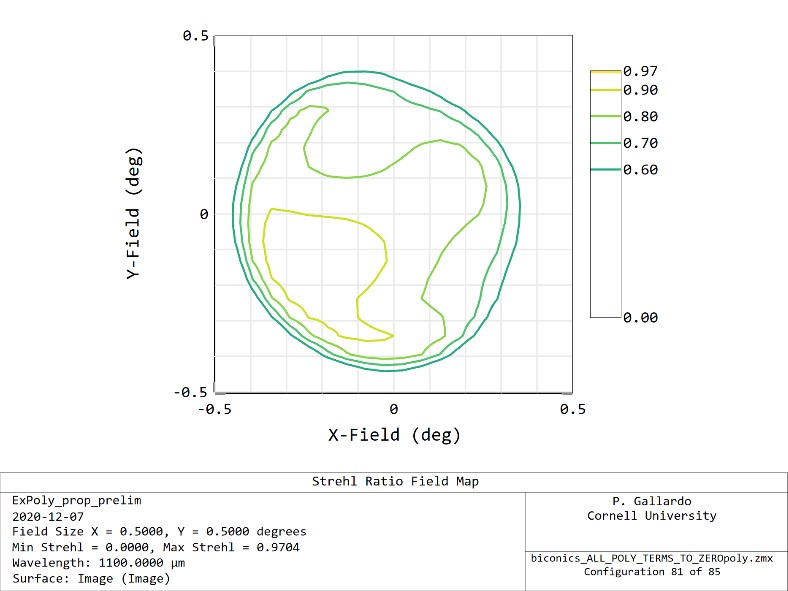 0.5
0
-0.5
Y-Field (deg)
-0.5
0
0.5
X-Field (deg)
0.97
0.90
0.80
0.70
0.60
0.00
Strehl Ratio Field Map
ExPoly_prop_prelim
2020-12-07
Field Size X = 0.5000, Y = 0.5000 degrees
Min Strehl = 0.0000, Max Strehl = 0.9704
Wavelength: 1100.0000 µm
Surface: Image (Image)
P. Gallardo
Cornell University
biconics_ALL_POLY_TERMS_TO_ZEROpoly.zmx
Configuration 81 of 85